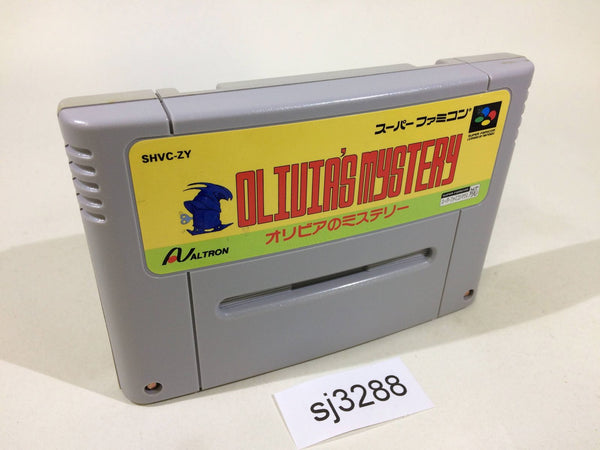 SHVC-ZY
スーパーファミコン
OLIVIA'S MYSTERY
オリビアのミステリー
ALTRON
sj3288